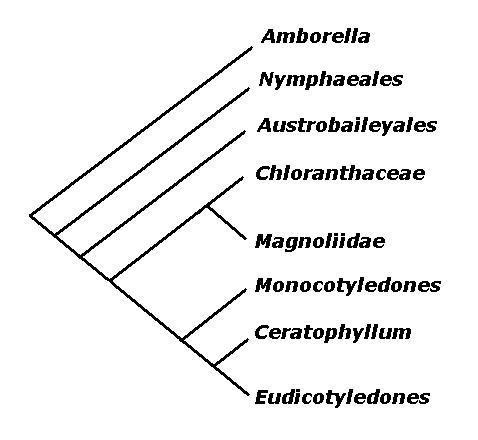 Amborella
Nymphaeales
Austrobaileyales
Chloranthaceae
Magnoliidae
Monocotyledones
Ceratophyllum
Eudicotyledones